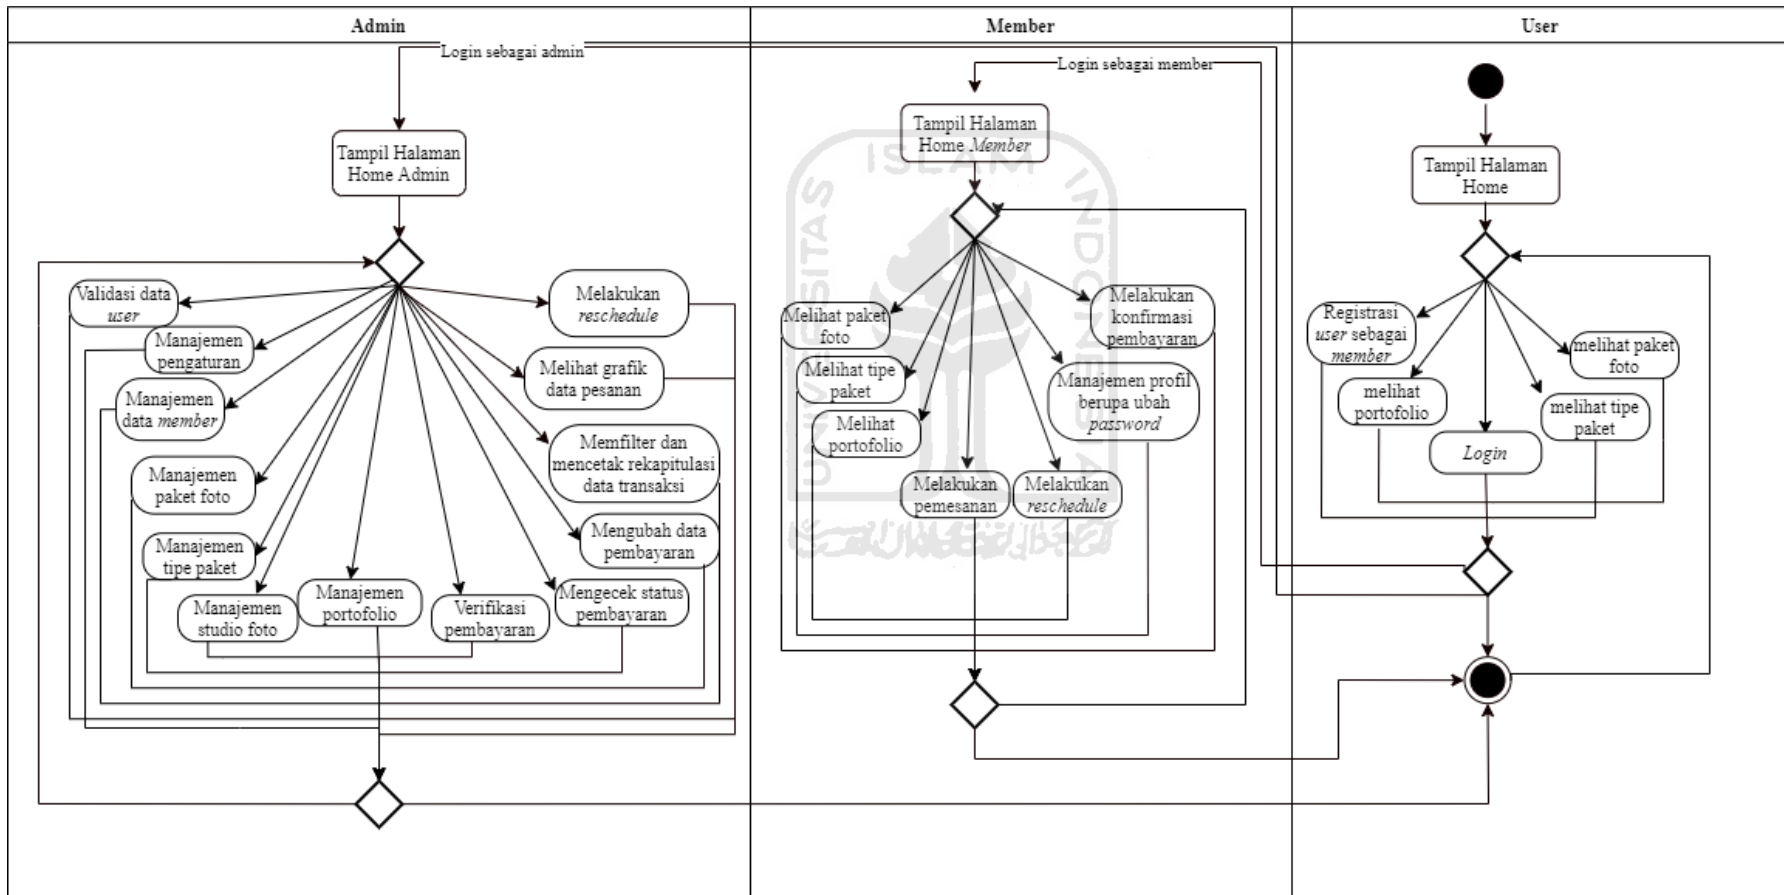 Admin
Member
User
Login sebagai admin
Tampil Halaman
Home Admin
Validasi data
user
Manajemen
pengaturan
Manajemen
data member
Manajemen
paket foto
Manajemen
tipe paket
Manajemen
studio foto
Manajemen
portofolio
Verifikasi
pembayaran
Mengecek status
pembayaran
Mengubah data
pembayaran
Memfilter dan
mencetak rekapitulasi
data transaksi
Melihat grafik
data pesanan
Melakukan
reschedule
Login sebagai member
Tampil Halaman
Home Member
Melihat paket
foto
Melihat tipe
paket
Melihat
portofolio
Melakukan
pemesanan
Melakukan
reschedule
Manajemen profil
berupa ubah
password
Melakukan
konfirmasi
pembayaran
Tampil Halaman
Home
Registrasi
user sebagai
member
melihat
portofolio
Login
melihat tipe
paket
melihat paket
foto
UNIVERSITAS
ISLAM
INDONESIA